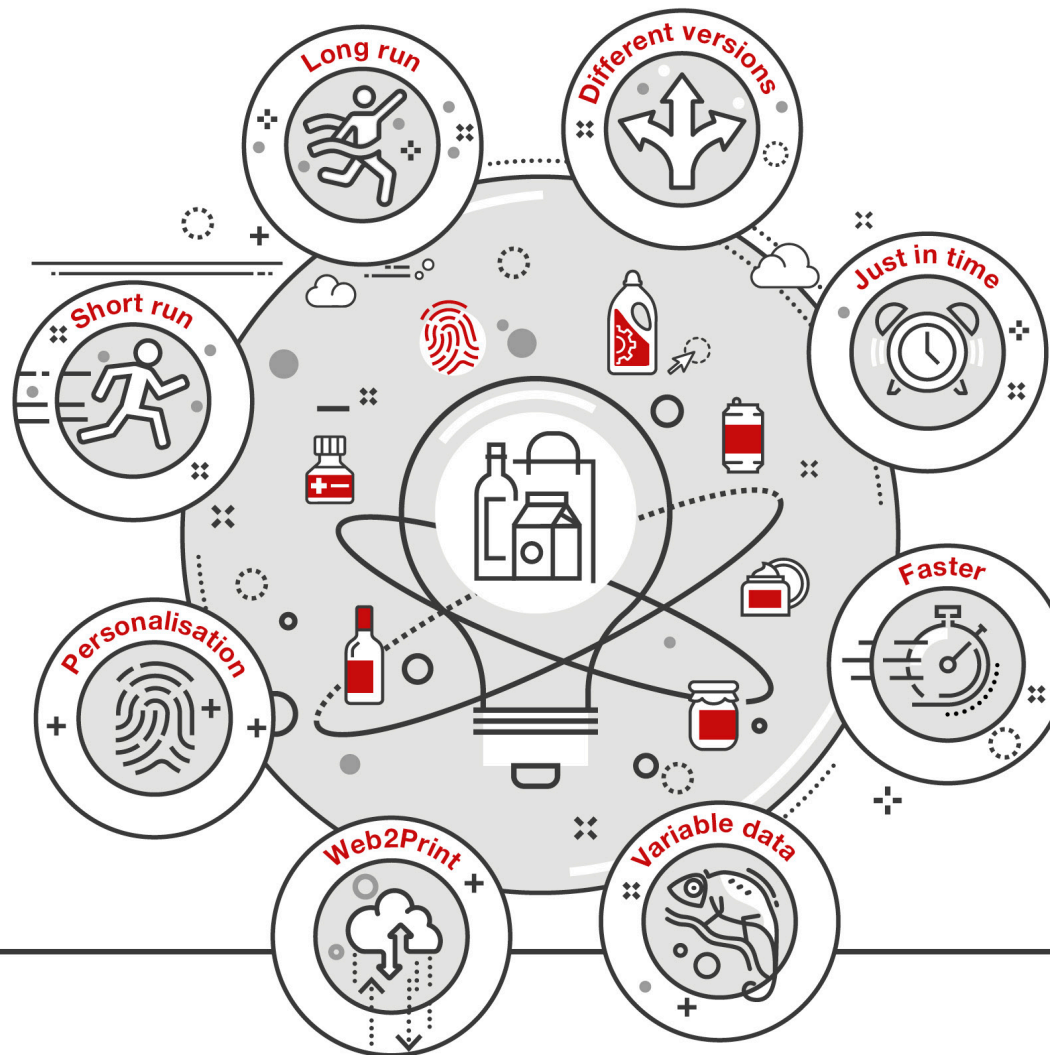 Long run
Different versions
Just in time
Short run
Faster
Personalisation
Web2Print
Variable data